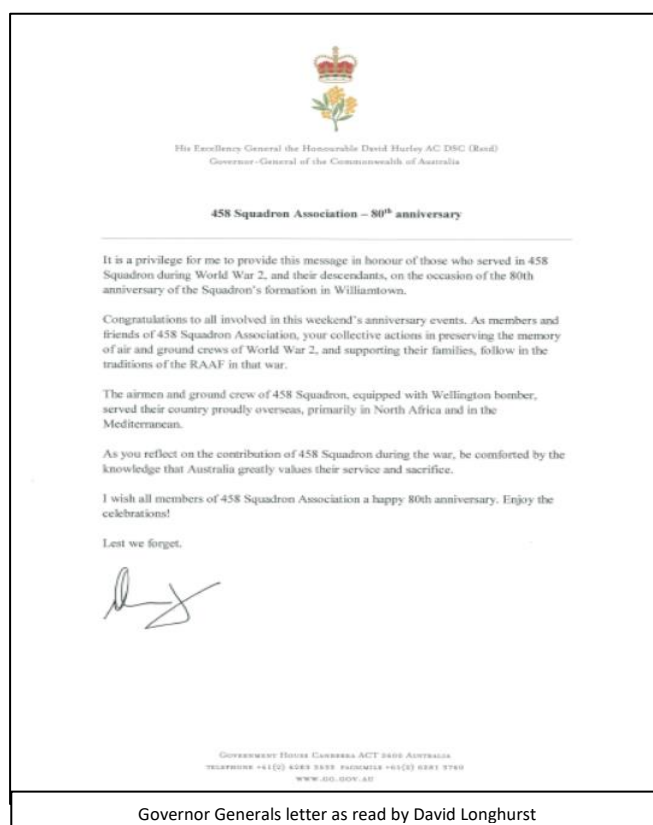 His Excellency General the Honourable David Hurley AC DSC (Retd)
Governor-General of the Commonwealth of Australia
458 Squadron Association – 80th anniversary
It is a privilege for me to provide this message in honour of those who served in 458
Squadron during World War 2, and their descendants, on the occasion of the 80th
anniversary of the Squadron's formation in Williamtown.
Congratulations to all involved in this weekend's anniversary events. As members and
friends of 458 Squadron Association, your collective actions in preserving the memory
of air and ground crews of World War 2, and supporting their families, follow in the
traditions of the RAAF in that war.
The airmen and ground crew of 458 Squadron, equipped with Wellington bomber,
served their country proudly overseas, primarily in North Africa and in the
Mediterranean.
As you reflect on the contribution of 458 Squadron during the war, be comforted by the
knowledge that Australia greatly values their service and sacrifice.
I wish all members of 458 Squadron Association a happy 80th anniversary. Enjoy the
celebrations!
Lest we forget.
Government House Canberra ACT 2600 Australia
Telephone +61(2) 6283 3533 Facsimile +61(2) 6281 3760
www.gg.gov.au
Governor Generals letter as read by David Longhurst